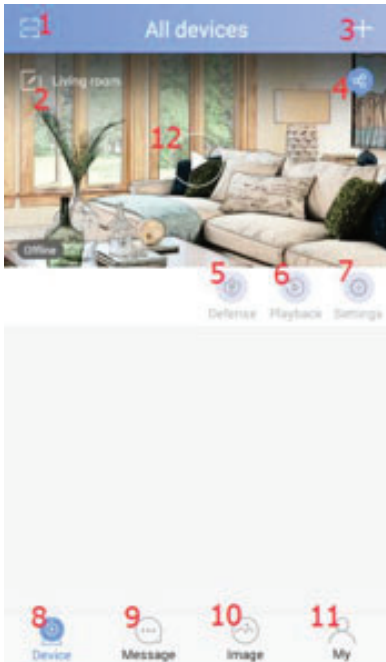 1 All devices 3
Living room 4
2
12
Offline
5 6 7
Defense Playback Settings
8 9 10 11
Device Message Image My